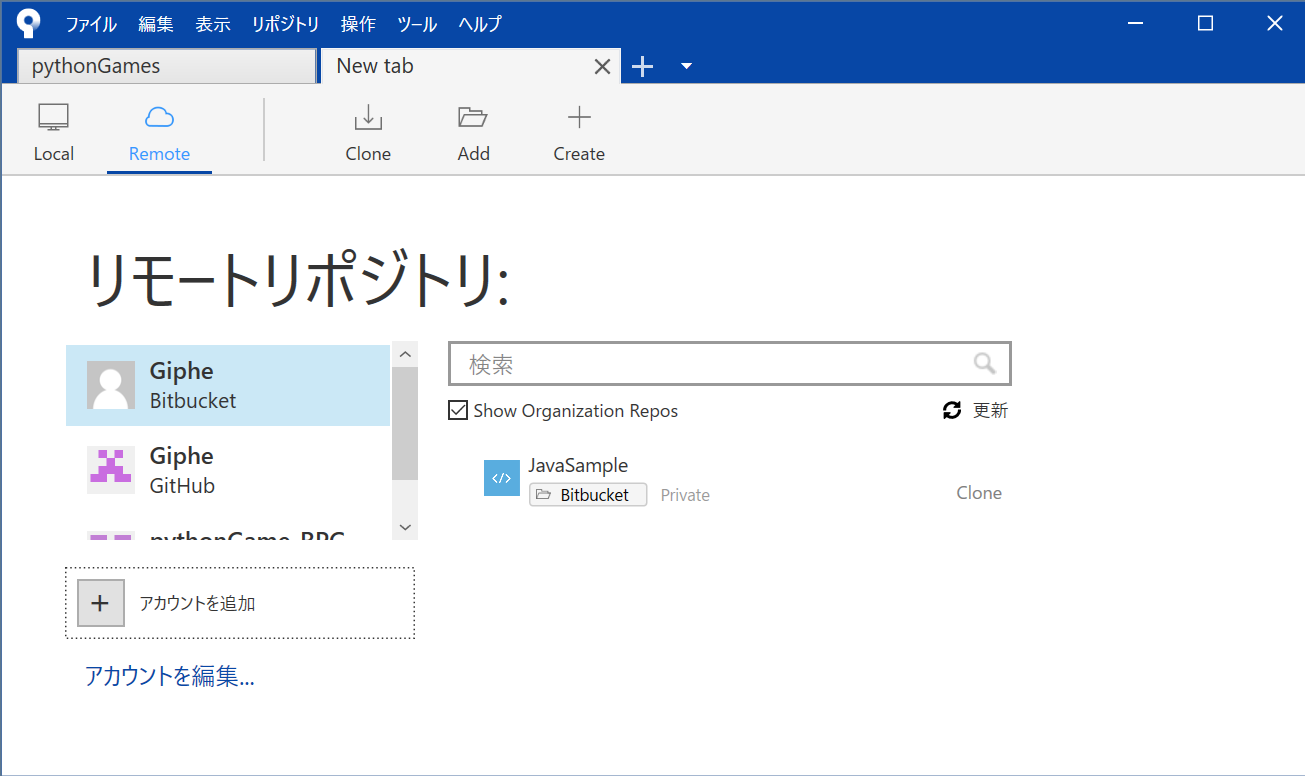 ファイル 編集 表示 リポジトリ 操作 ツール ヘルプ
pythonGames New tab
Local Remote Clone Add Create
リモートリポジトリ:
Giphe
Bitbucket
Giphe
GitHub
pythonGame-RPG
アカウントを追加
アカウントを編集...
検索
Show Organization Repos 更新
JavaSample
Bitbucket Private Clone